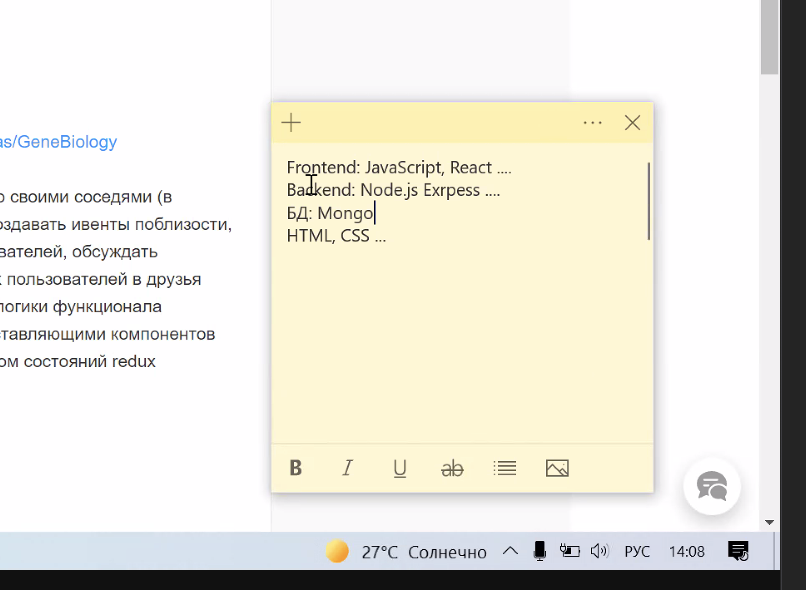 as/GeneBiology
своими соседями (в
оздавать ивенты поблизости,
вателей, обсуждать
пользователей в друзья
логики функционала
ставляющими компонентов
ом состояний redux
Frontend: JavaScript, React ....
Backend: Node.js Exrpess ....
БД: Mongo
HTML, CSS ...
B I U ab
27°C Солнечно РУС 14:08